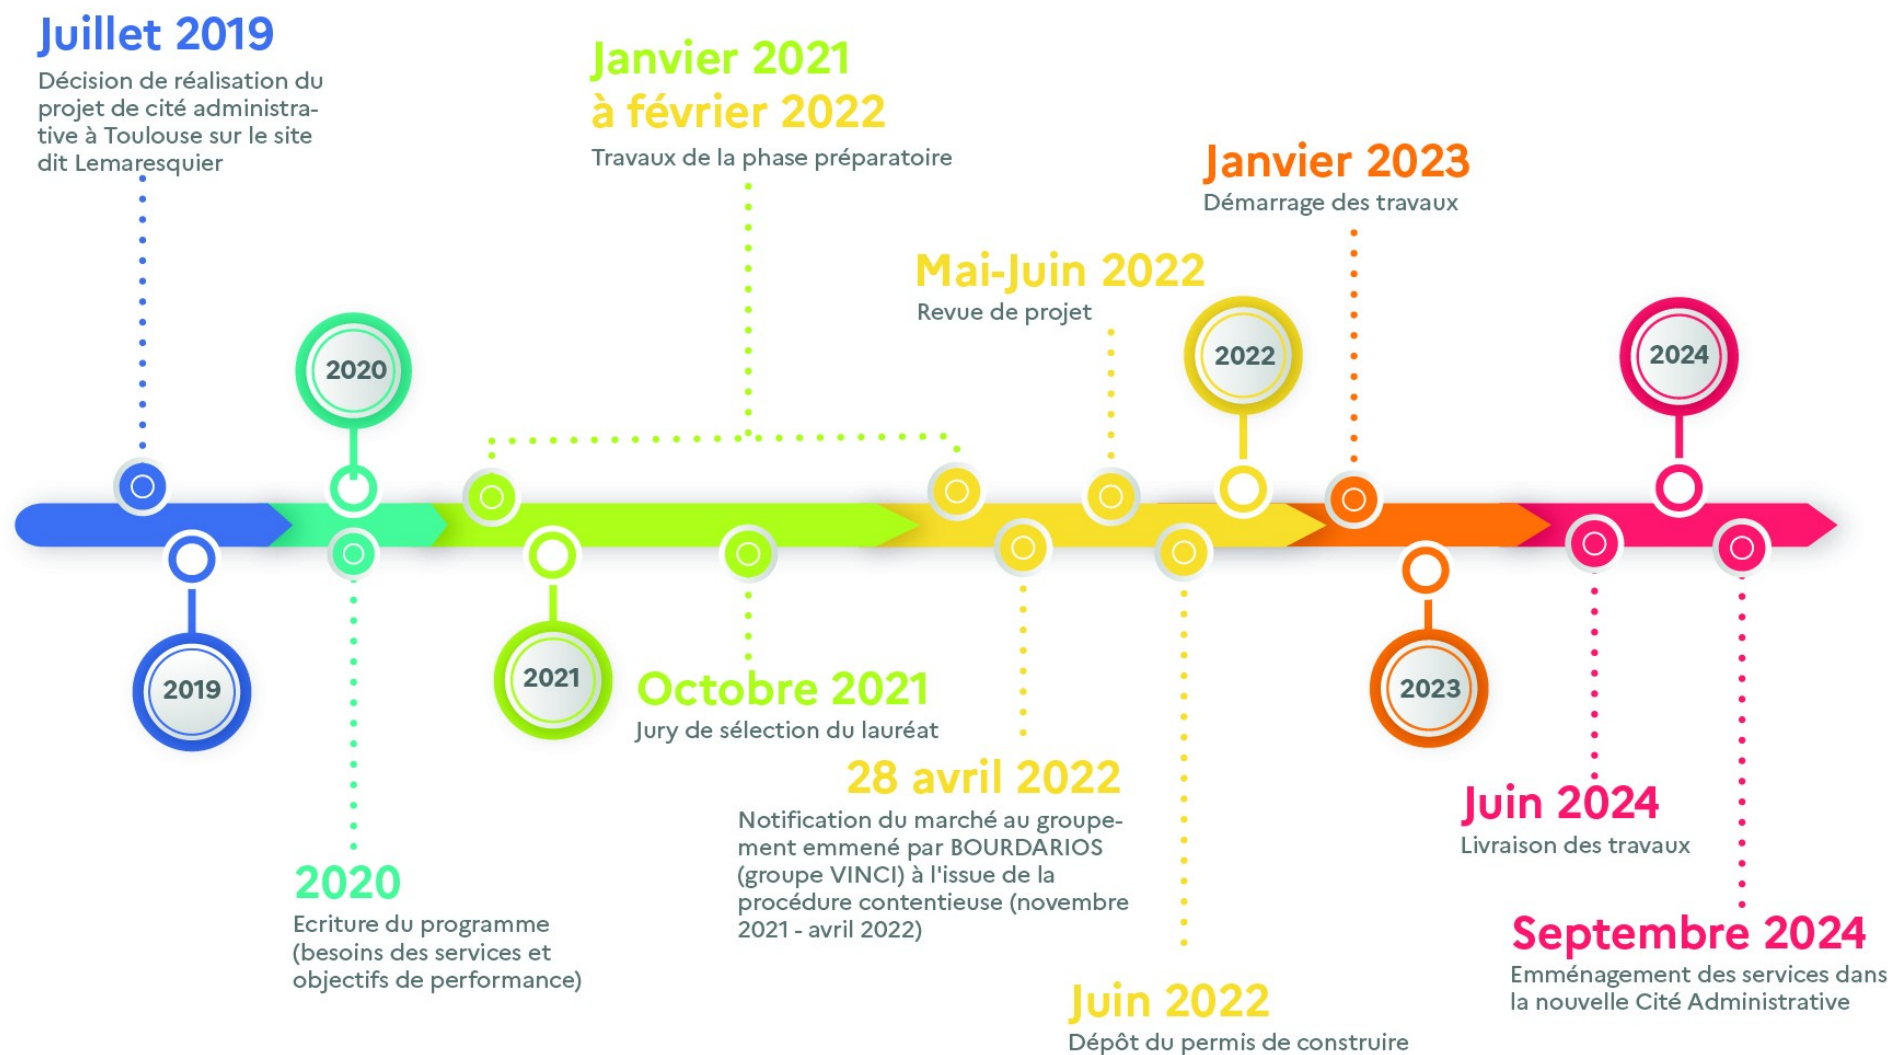 Juillet 2019
Décision de réalisation du
projet de cité administra-
tive à Toulouse sur le site
dit Lemaresquier
Janvier 2021
à février 2022
Travaux de la phase préparatoire
Janvier 2023
Démarrage des travaux
Mai-Juin 2022
Revue de projet
2020
2022
2024
2019
2021
2023
Octobre 2021
Jury de sélection du lauréat
28 avril 2022
Notification du marché au groupe-
ment emmené par BOURDARIOS
(groupe VINCI) à l'issue de la
procédure contentieuse (novembre
2021 - avril 2022)
Juin 2024
Livraison des travaux
2020
Ecriture du programme
(besoins des services et
objectifs de performance)
Septembre 2024
Emménagement des services dans
la nouvelle Cité Administrative
Juin 2022
Dépôt du permis de construire